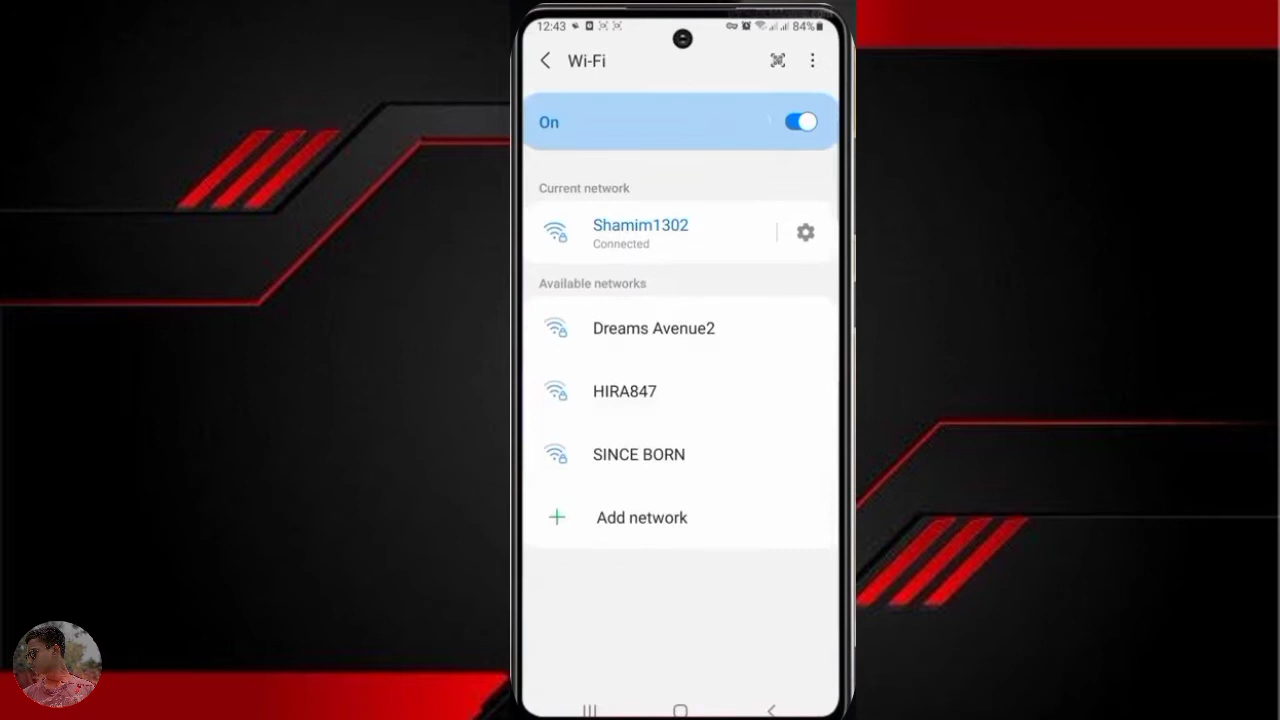 12:43
84%
Wi-Fi
On
Current network
Shamim1302
Connected
Available networks
Dreams Avenue2
HIRA847
SINCE BORN
Add network